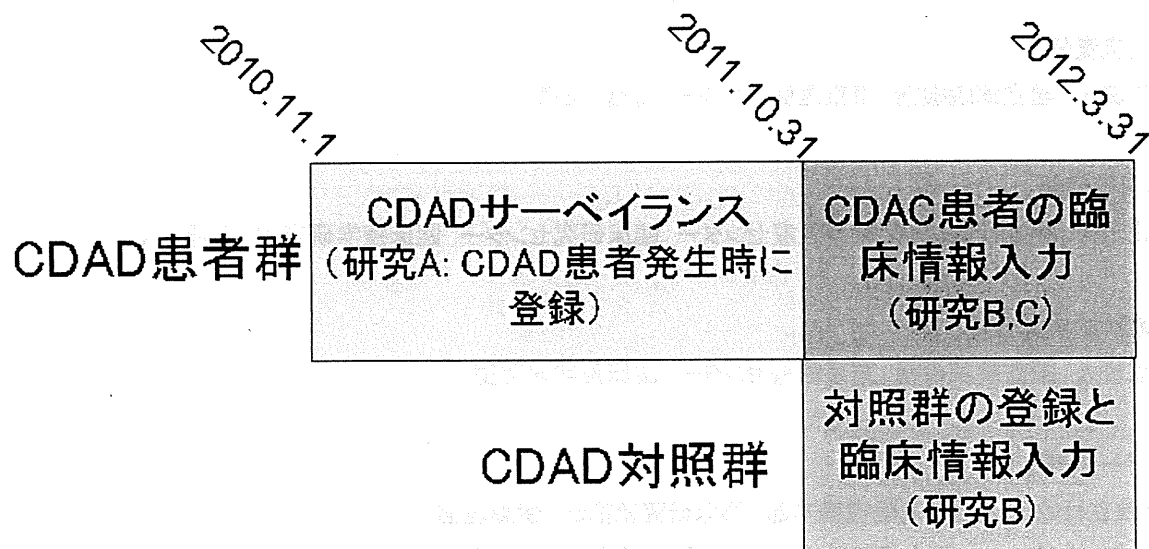 2010.11.1
2011.10.31
2012.3.31
CDAD患者群
CDADサーベイランス
(研究A: CDAD患者発生時に
登録)
CDAC患者の臨
床情報入力
(研究B,C)
CDAD対照群
対照群の登録と
臨床情報入力
(研究B)